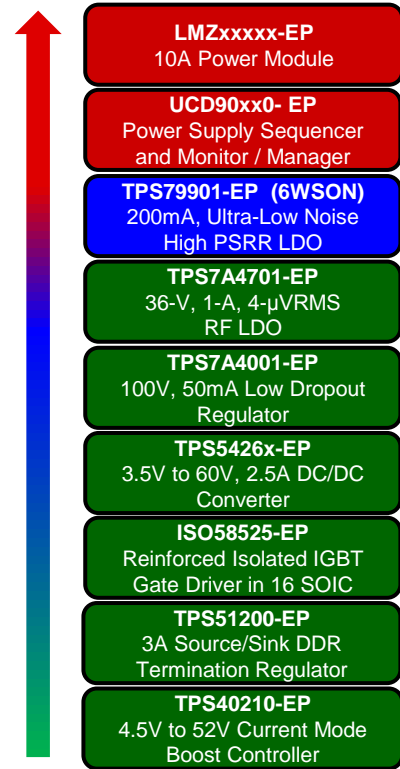 LMZxxxxx-EP
10A Power Module
UCD90xx0- EP
Power Supply Sequencer
and Monitor / Manager
TPS79901-EP (6WSON)
200mA, Ultra-Low Noise
High PSRR LDO
TPS7A4701-EP
36-V, 1-A, 4-µVRMS
RF LDO
TPS7A4001-EP
100V, 50mA Low Dropout
Regulator
TPS5426x-EP
3.5V to 60V, 2.5A DC/DC
Converter
ISO58525-EP
Reinforced Isolated IGBT
Gate Driver in 16 SOIC
TPS51200-EP
3A Source/Sink DDR
Termination Regulator
TPS40210-EP
4.5V to 52V Current Mode
Boost Controller